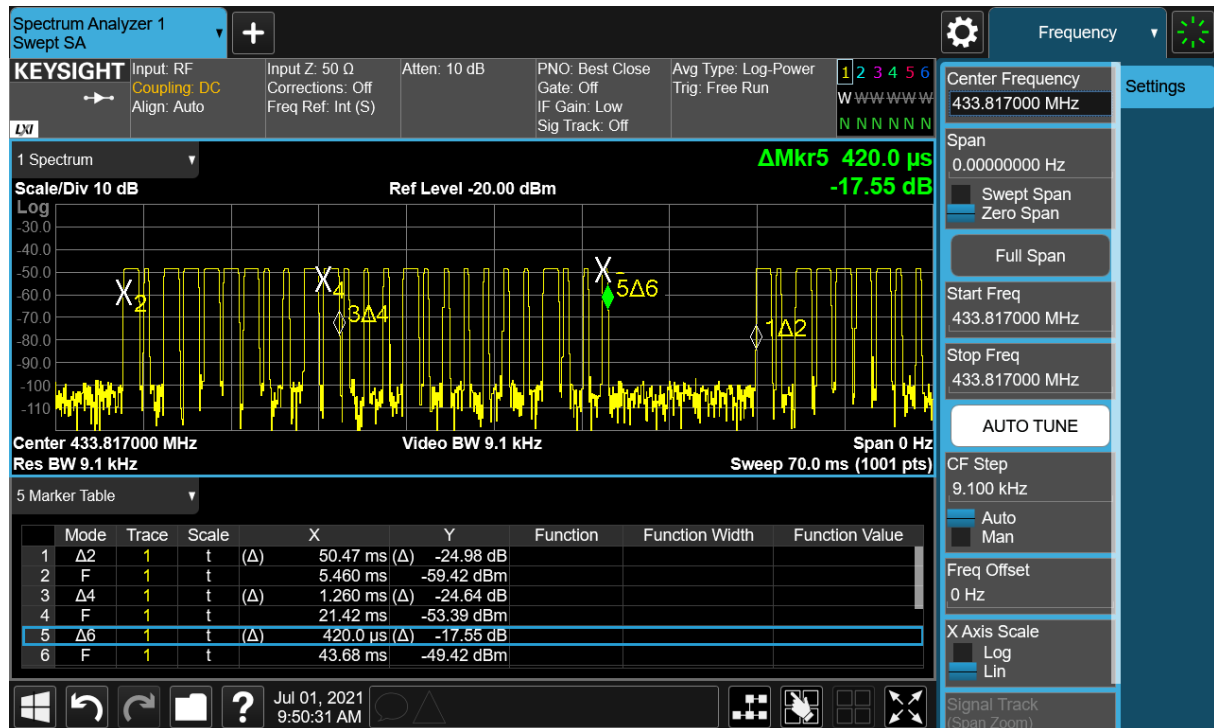 Spectrum Analyzer 1
Swept SA
+
Frequency
KEYSIGHT
LXI
Input: RF
Coupling: DC
Align: Auto
Input Z: 50 Ω
Corrections: Off
Freq Ref: Int (S)
Atten: 10 dB
PNO: Best Close
Gate: Off
IF Gain: Low
Sig Track: Off
Avg Type: Log-Power
Trig: Free Run
1 2 3 4 5 6
W W W W W W
N N N N N N
1 Spectrum
ΔMkr5 420.0 µs
-17.55 dB
Scale/Div 10 dB
Ref Level -20.00 dBm
Log
-30.0
-40.0
-50.0
-60.0
-70.0
-80.0
-90.0
-100
-110
2
4
3Δ4
5Δ6
1Δ2
Center 433.817000 MHz
Video BW 9.1 kHz
Span 0 Hz
Res BW 9.1 kHz
Sweep 70.0 ms (1001 pts)
5 Marker Table
Mode Trace Scale X Y Function Function Width Function Value
1 Δ2 1 t (Δ) 50.47 ms (Δ) -24.98 dB
2 F 1 t 5.460 ms -59.42 dBm
3 Δ4 1 t (Δ) 1.260 ms (Δ) -24.64 dB
4 F 1 t 21.42 ms -53.39 dBm
5 Δ6 1 t (Δ) 420.0 µs (Δ) -17.55 dB
6 F 1 t 43.68 ms -49.42 dBm
?
Jul 01, 2021
9:50:31 AM
Center Frequency
433.817000 MHz
Settings
Span
0.00000000 Hz
Swept Span
Zero Span
Full Span
Start Freq
433.817000 MHz
Stop Freq
433.817000 MHz
AUTO TUNE
CF Step
9.100 kHz
Auto
Man
Freq Offset
0 Hz
X Axis Scale
Log
Lin
Signal Track
(Span Zoom)